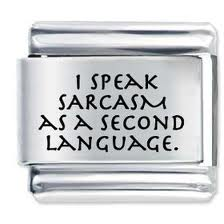 I SPEAK
SARCASM
AS A SECOND
LANGUAGE.